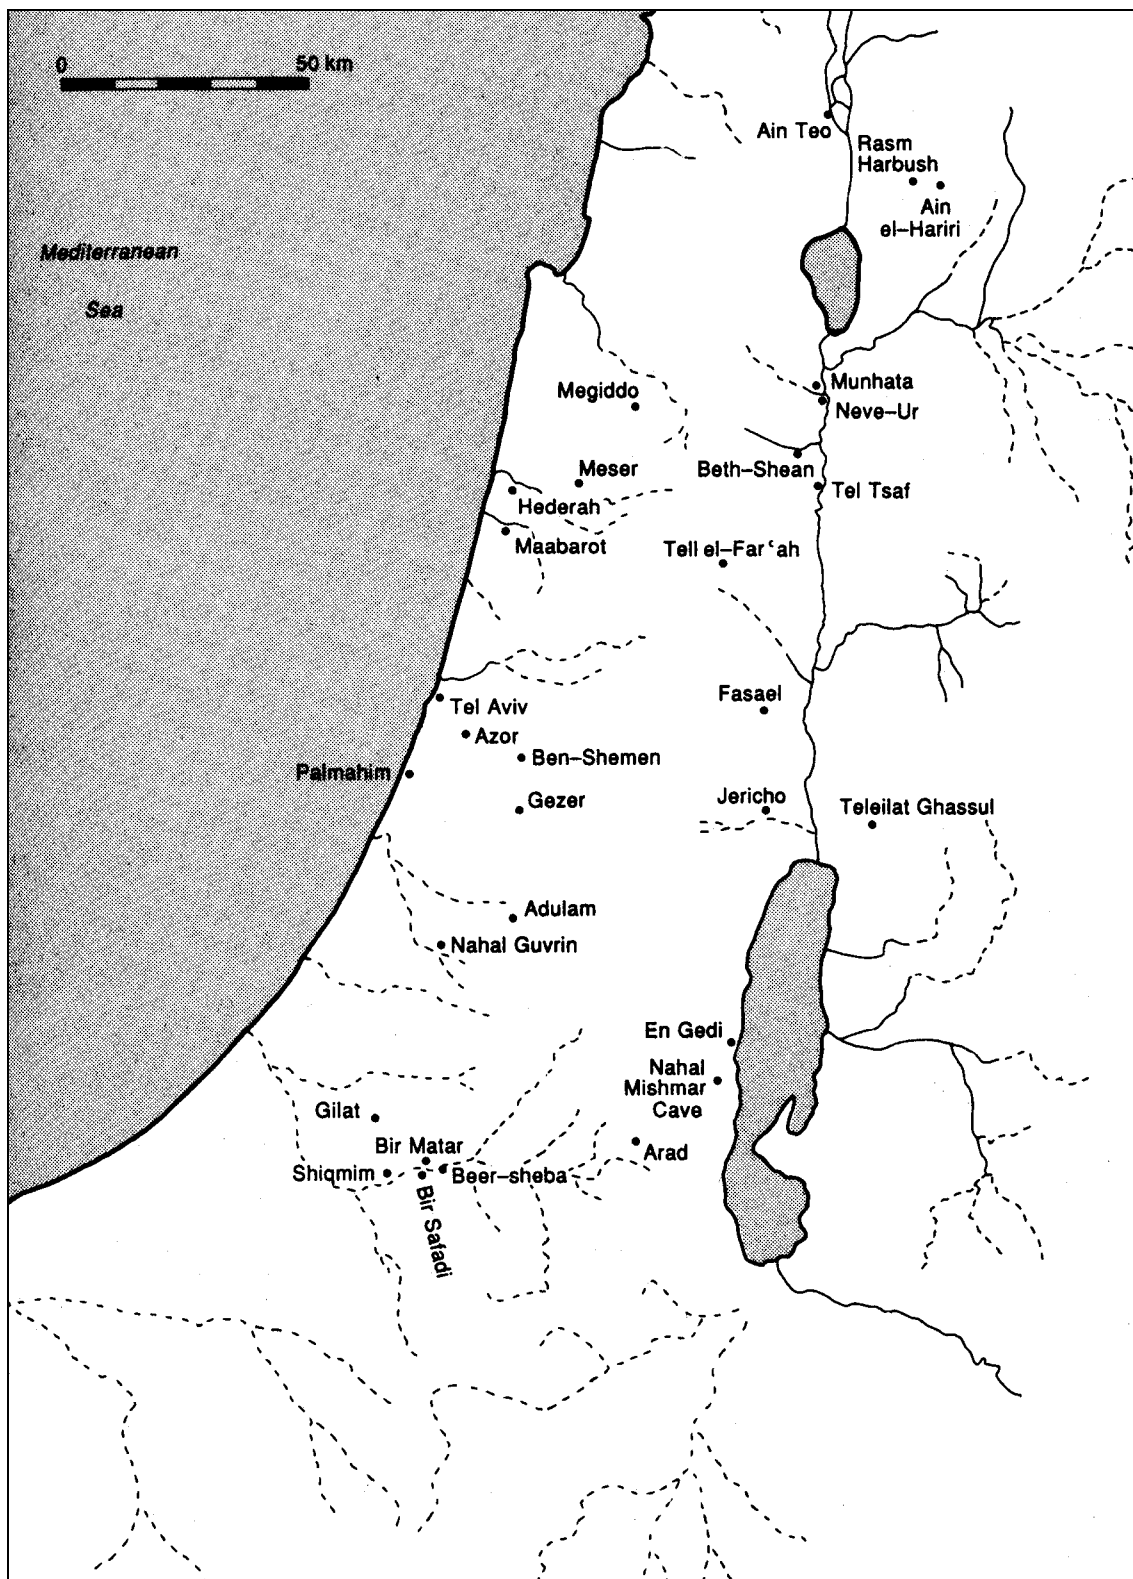 0 50 km
Ain Teo
Rasm
Harbush
Ain
el-Hariri
Mediterranean
Sea
Munhata
Megiddo
Neve-Ur
Meser
Beth-Shean
Tel Tsaf
Hederah
Maabarot
Tell el-Far‘ah
Fasael
Tel Aviv
Azor
Ben-Shemen
Palmahim
Gezer
Jericho
Teleilat Ghassul
Adulam
Nahal Guvrin
En Gedi
Nahal
Mishmar
Cave
Gilat
Bir Matar
Arad
Shiqmim
Beer-sheba
Bir Safadi